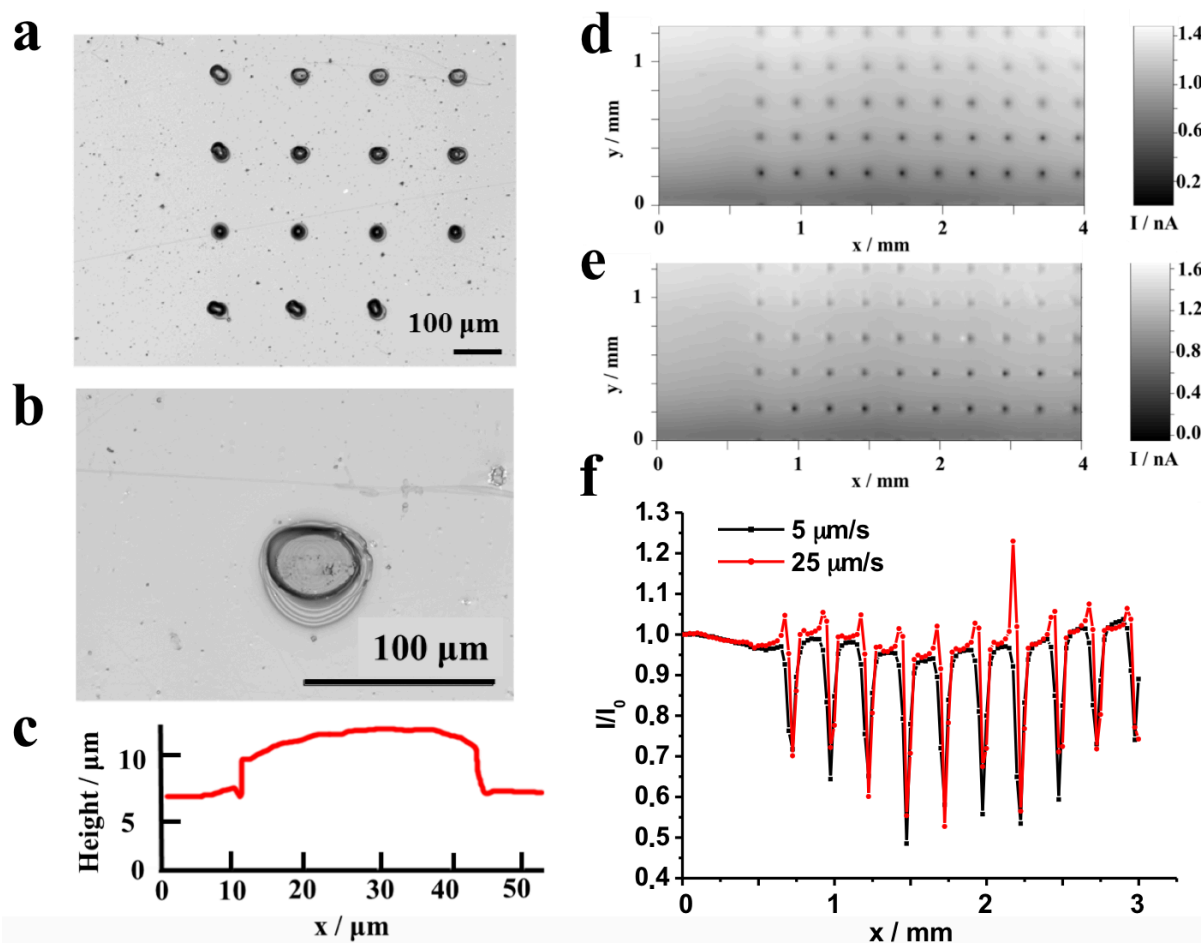 a
100 µm
b
100 µm
c
Height / µm
10
5
0
0
10
20
30
40
50
x / µm
d
y / mm
1
0
0
1
2
3
4
x / mm
1.4
1.0
0.6
0.2
I / nA
e
y / mm
1
0
0
1
2
3
4
x / mm
1.6
1.2
0.8
0.4
0.0
I / nA
f
5 µm/s
25 µm/s
I/I₀
1.3
1.2
1.1
1.0
0.9
0.8
0.7
0.6
0.5
0.4
0
1
2
3
x / mm